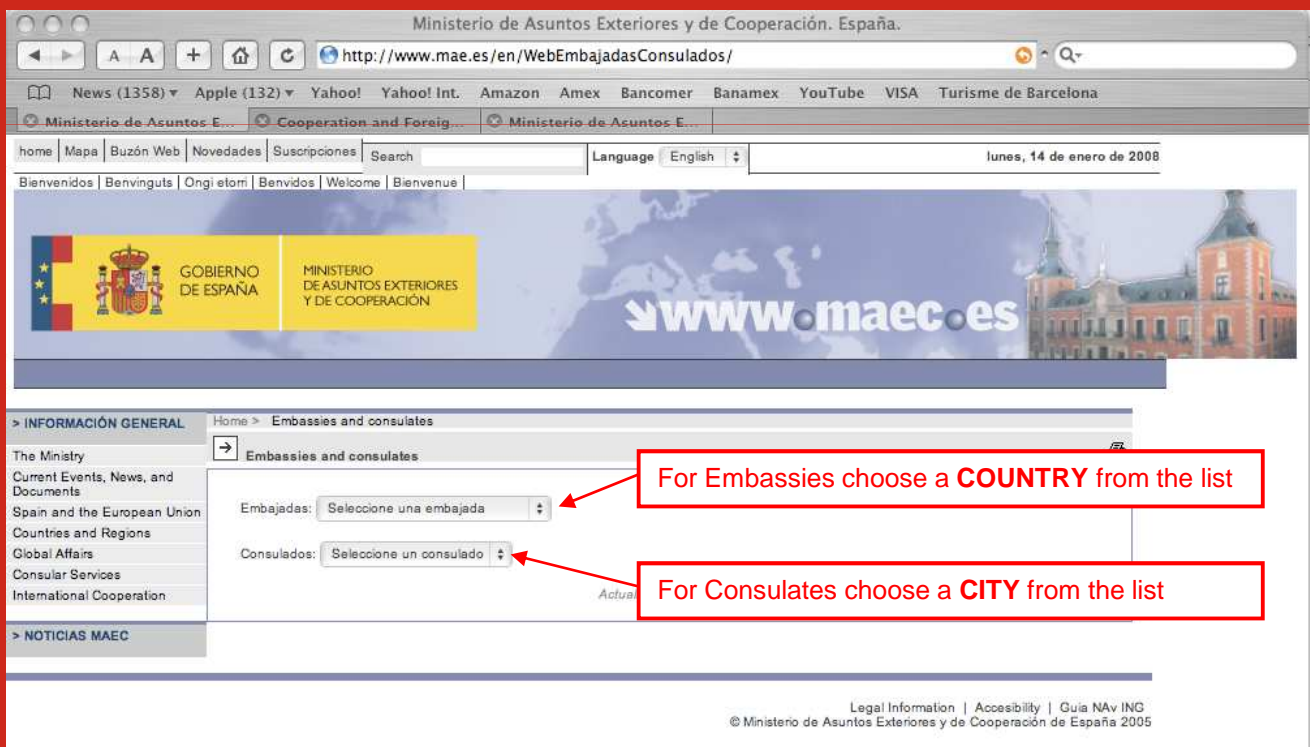 Ministerio de Asuntos Exteriores y de Cooperación. España.
A A + http://www.mae.es/en/WebEmbajadasConsulados/ Q
News (1358) Apple (132) Yahoo! Yahoo! Int. Amazon Amex Bancomer Banamex YouTube VISA Turisme de Barcelona
Ministerio de Asuntos E... Cooperation and Foreig... Ministerio de Asuntos E...
home | Mapa | Buzón Web | Novedades | Suscripciones | Search Language English lunes, 14 de enero de 2008
Bienvenidos | Benvinguts | Ongi etorri | Benvidos | Welcome | Bienvenue |
GOBIERNO
DE ESPAÑA
MINISTERIO
DE ASUNTOS EXTERIORES
Y DE COOPERACIÓN
www.maec.es
> INFORMACIÓN GENERAL
The Ministry
Current Events, News, and
Documents
Spain and the European Union
Countries and Regions
Global Affairs
Consular Services
International Cooperation
> NOTICIAS MAEC
Home > Embassies and consulates
Embassies and consulates
For Embassies choose a COUNTRY from the list
Embajadas: Seleccione una embajada
Consulados: Seleccione un consulado
For Consulates choose a CITY from the list
Legal Information | Accesibility | Guia NAv ING
© Ministerio de Asuntos Exteriores y de Cooperación de España 2005